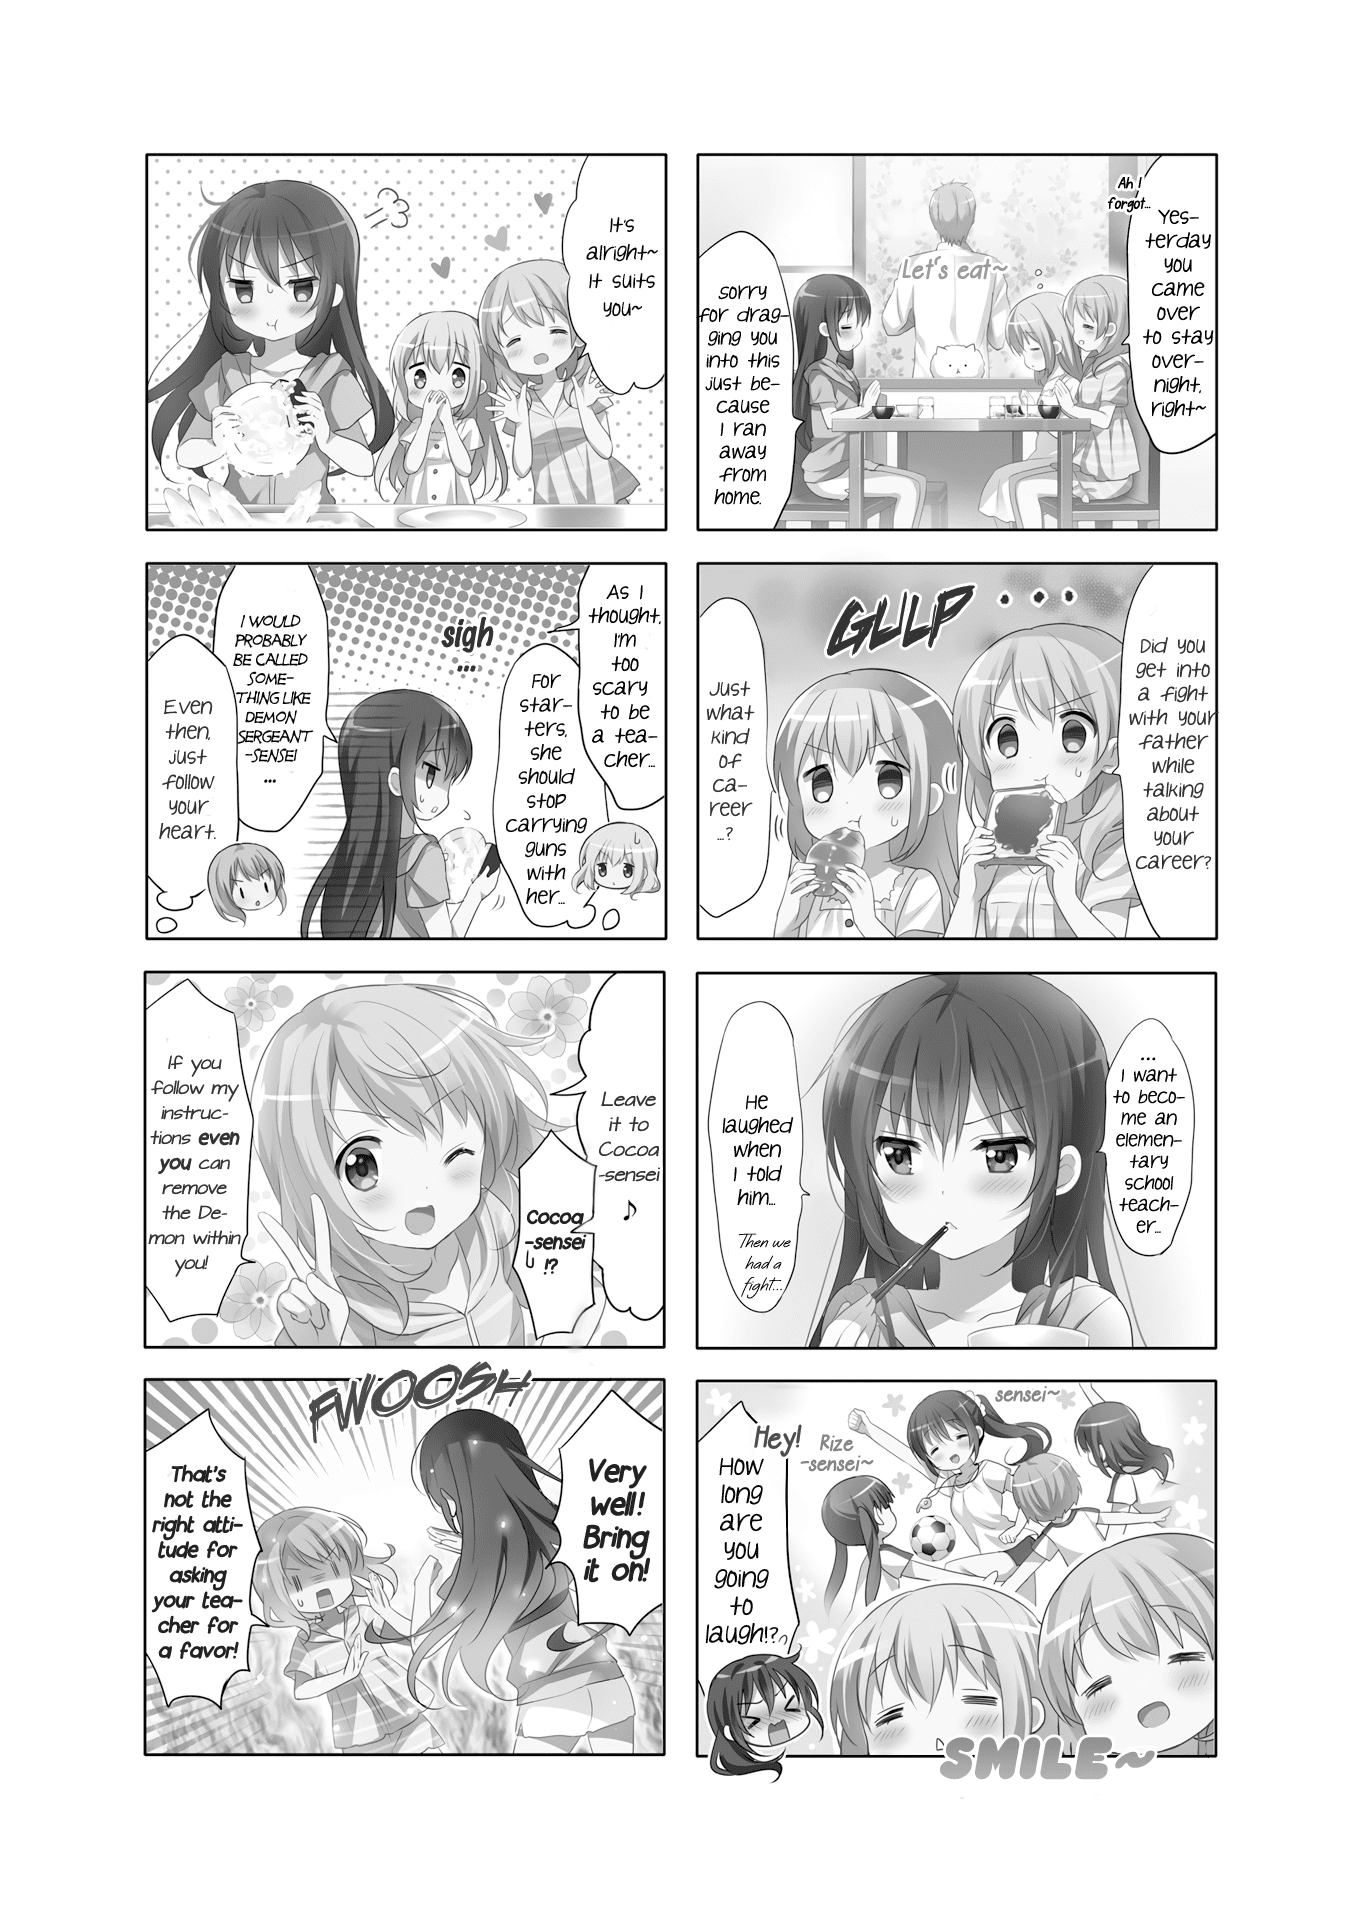 Ah I
forgot...
Yes-
terday
you
came
over
to stay
over-
night,
right~
Let's eat~
sorry
for drag-
ging you
into this
just be-
cause
I ran
away
from
home.
Did you
get into
a fight
with your
father
while
talking
about
your
career?
...
GULP
Just
what
kind
of
ca-
reer
...?
...
I want
to beco-
me an
elemen-
tary
school
teach-
er...
He
laughed
when
I told
him...
Then we
had a
fight...
sensei~
Rize
-sensei~
Hey!
How
long
are
you
going
to
laugh!?
SMILE~
It's
alright~
It suits
you~
As I
thought,
I'm
too
scary
to be
a tea-
cher...
sigh
...
For
star-
ters,
she
should
stop
carrying
guns
with
her...
I WOULD
PROBABLY
BE CALLED
SOME-
THING LIKE
DEMON
SERGEANT
-SENSEI
...
Even
then,
just
follow
your
heart.
Leave
it to
Cocoa
-sensei
♪
Cocoa
-sensei
!?
If you
follow my
instruc-
tions even
you can
remove
the De-
mon within
you!
FWOOSH
Very
well!
Bring
it on!
That's
not the
right atti-
tude for
asking
your tea-
cher for
a favor!